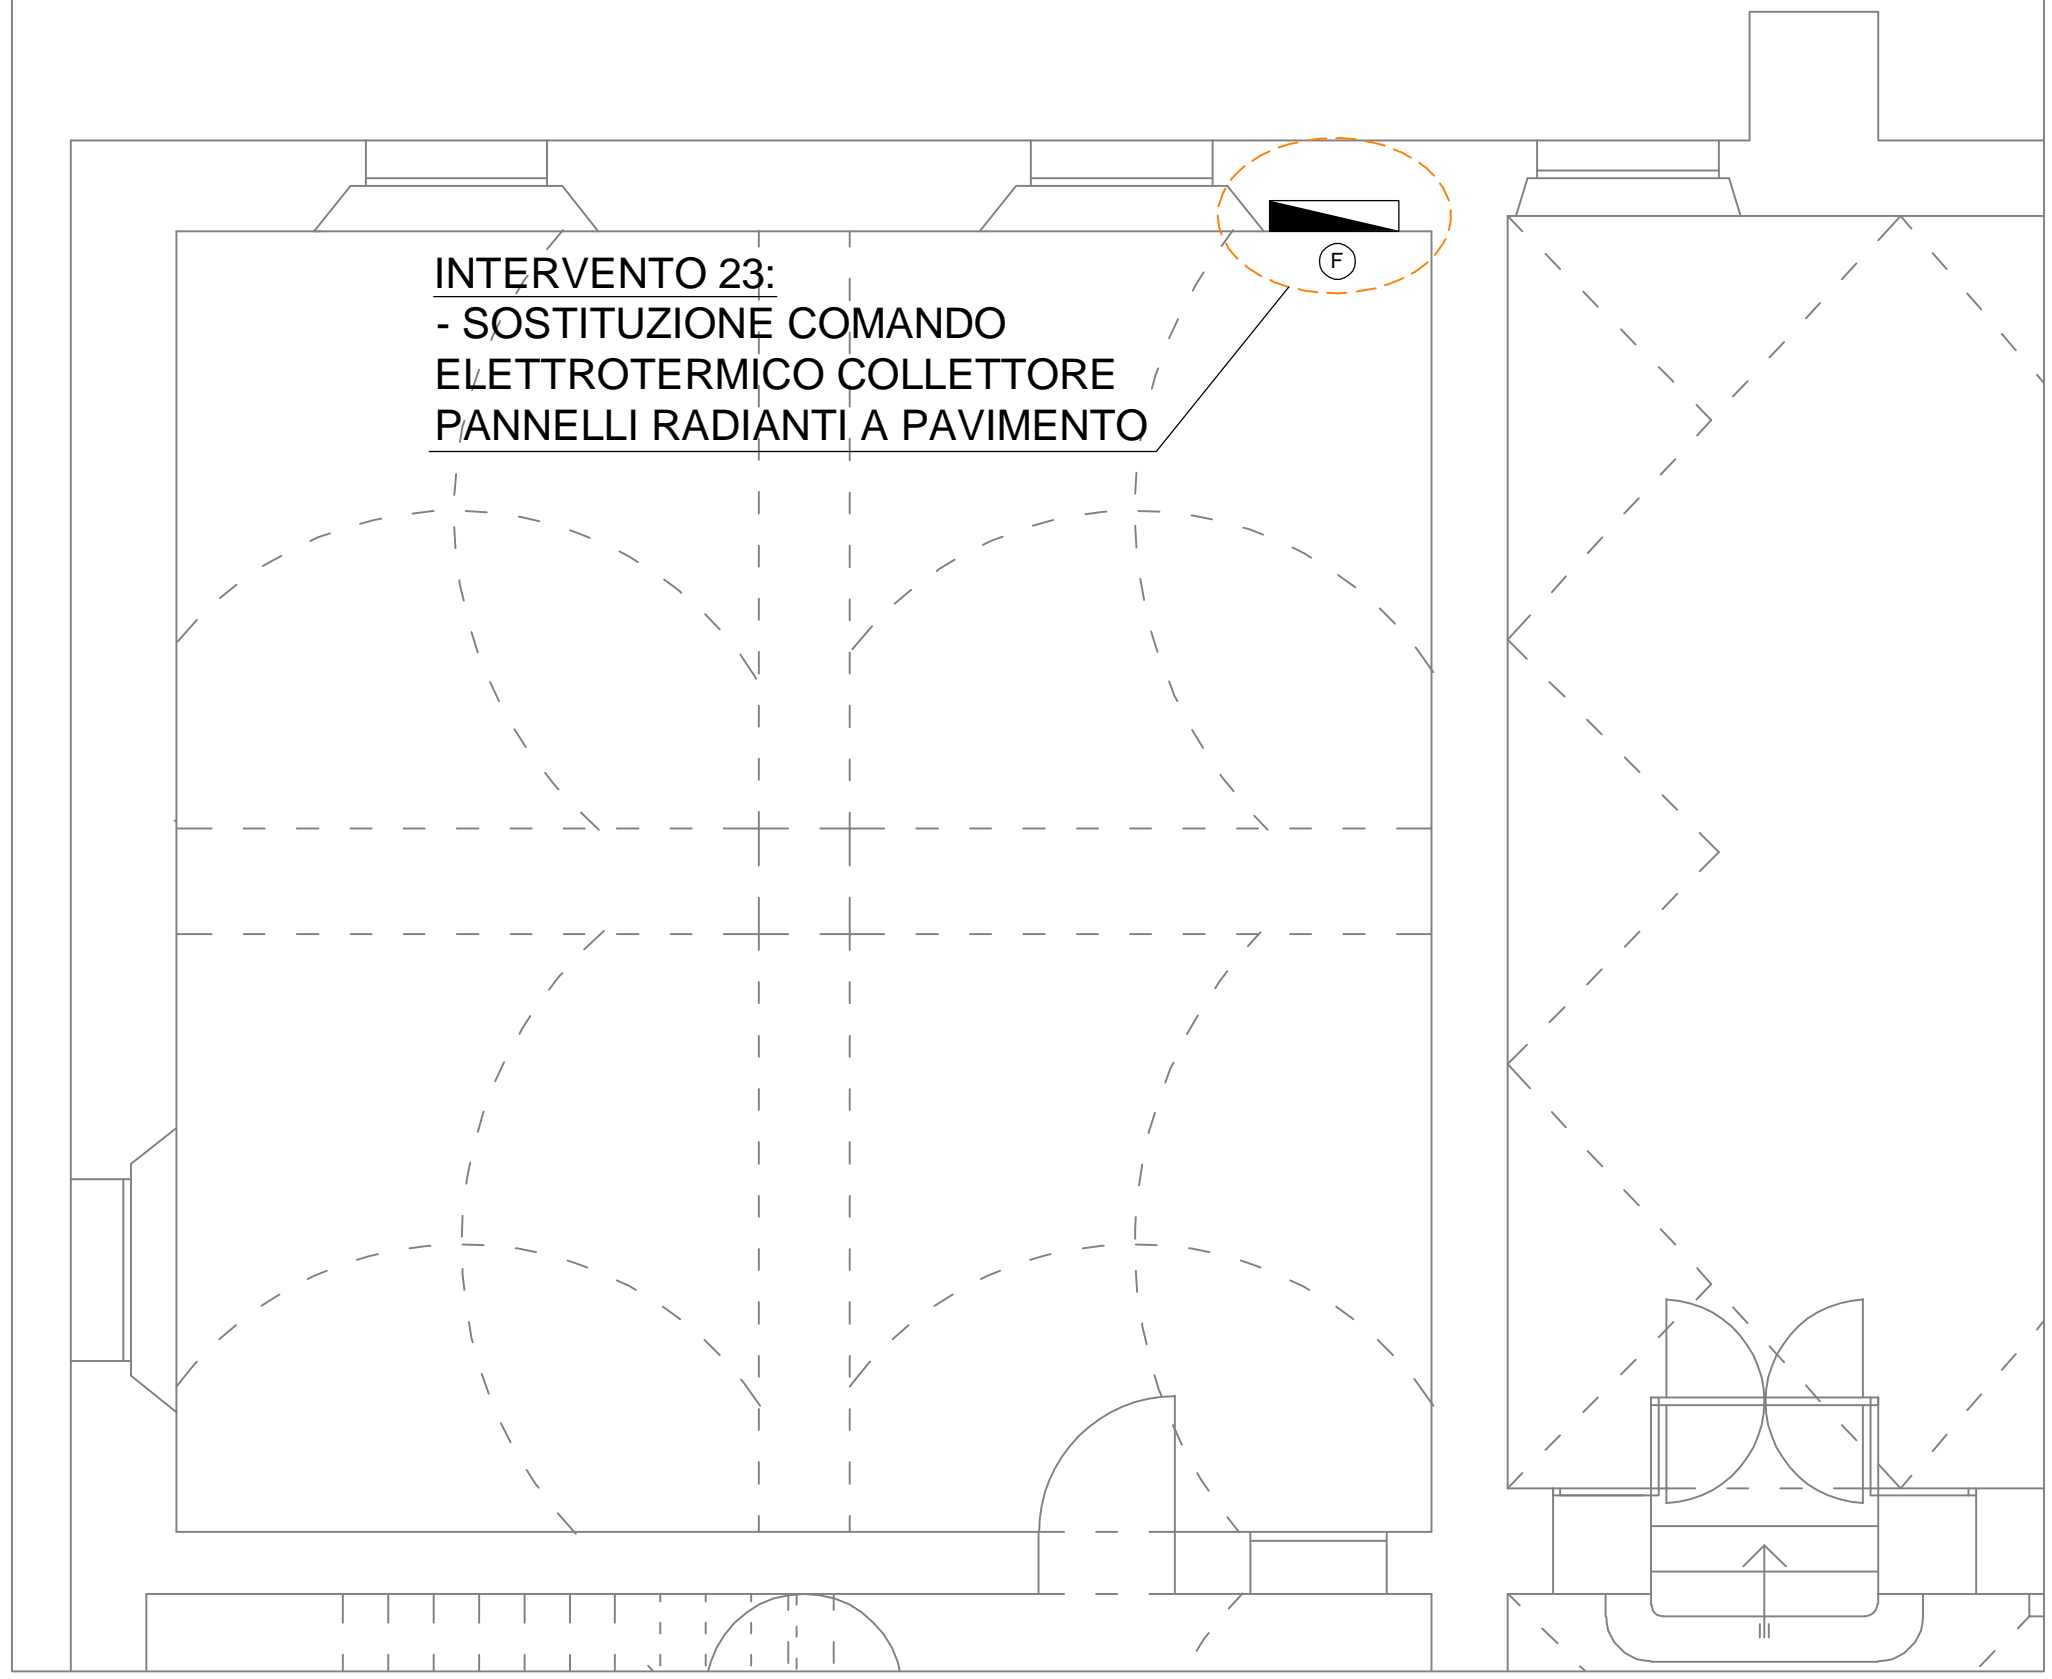 INTERVENTO 23:
- SOSTITUZIONE COMANDO
ELETTROTERMICO COLLETTORE
PANNELLI RADIANTI A PAVIMENTO
F